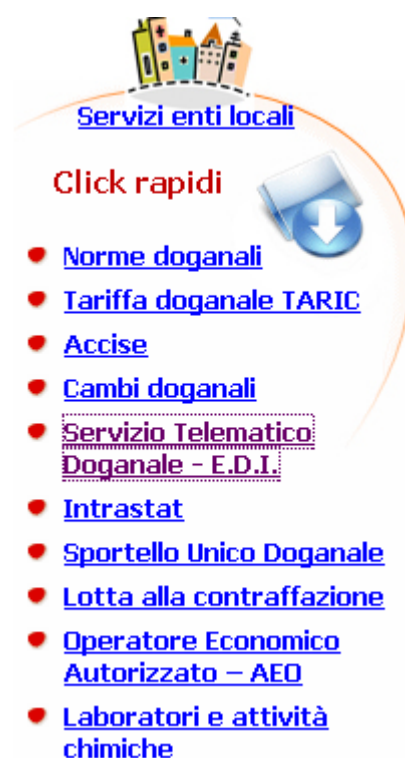 Servizi enti locali
Click rapidi
Norme doganali
Tariffa doganale TARIC
Accise
Cambi doganali
Servizio Telematico
Doganale - E.D.I.
Intrastat
Sportello Unico Doganale
Lotta alla contraffazione
Operatore Economico
Autorizzato – AEO
Laboratori e attività
chimiche